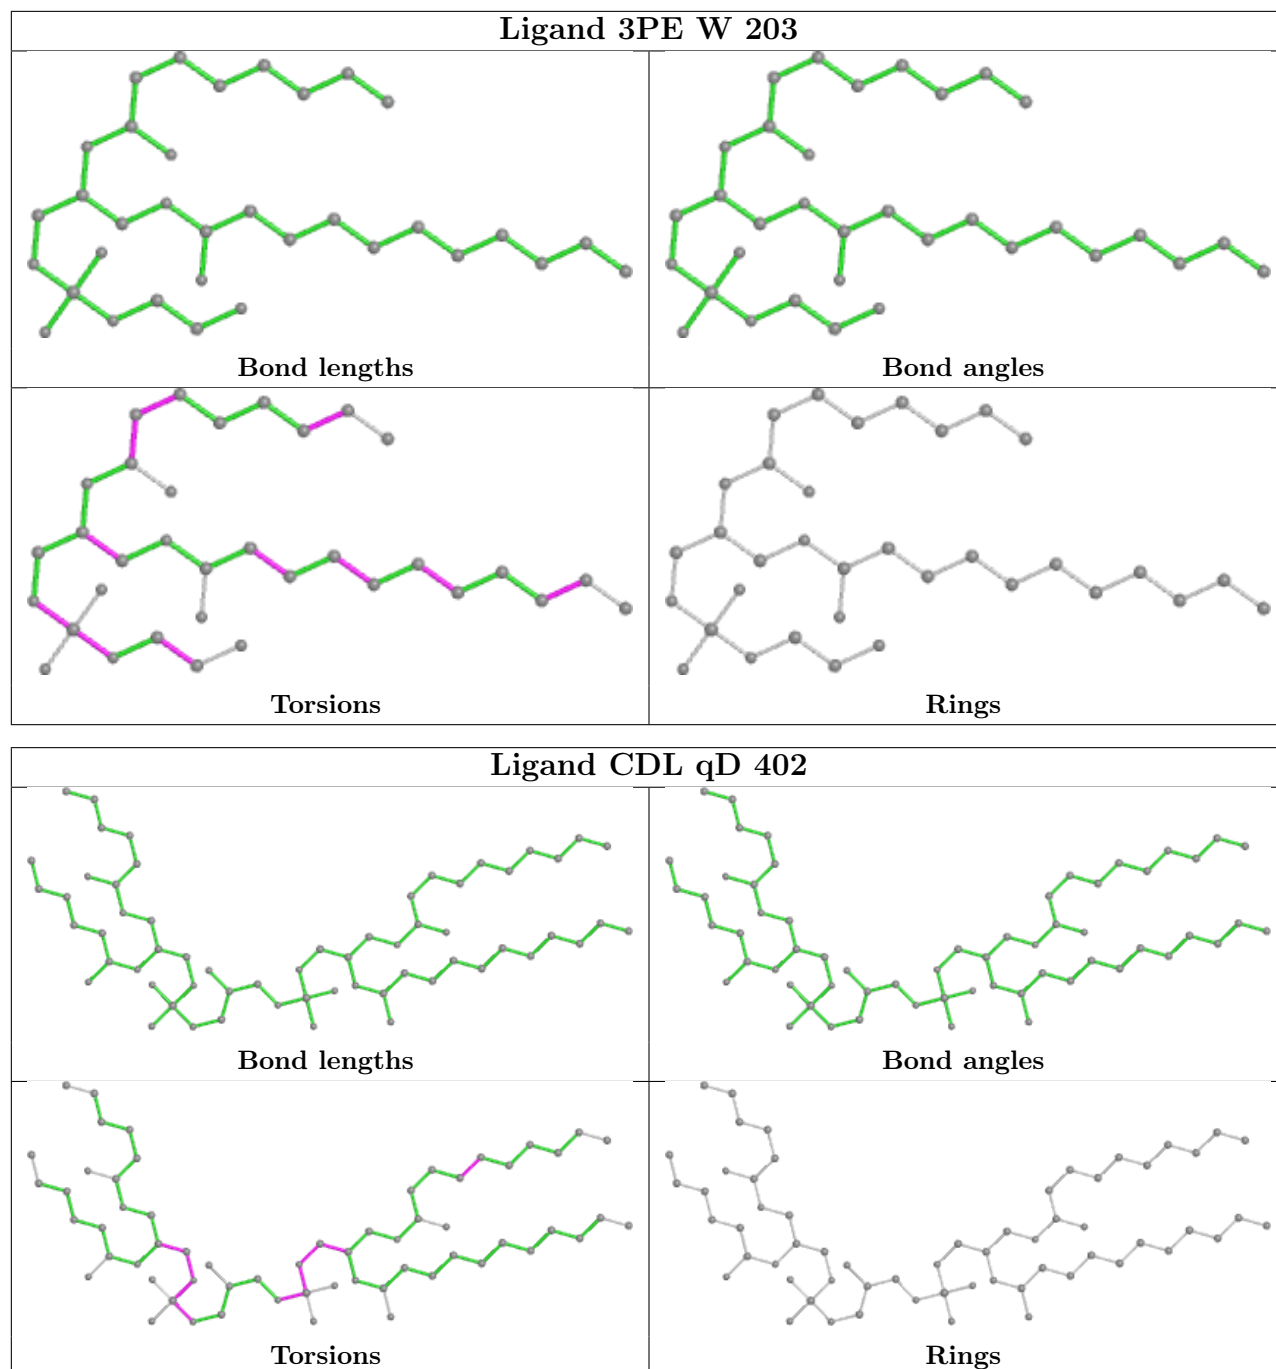 Ligand 3PE W 203
Bond lengths
Bond angles
Torsions
Rings
Ligand CDL qD 402
Bond lengths
Bond angles
Torsions
Rings